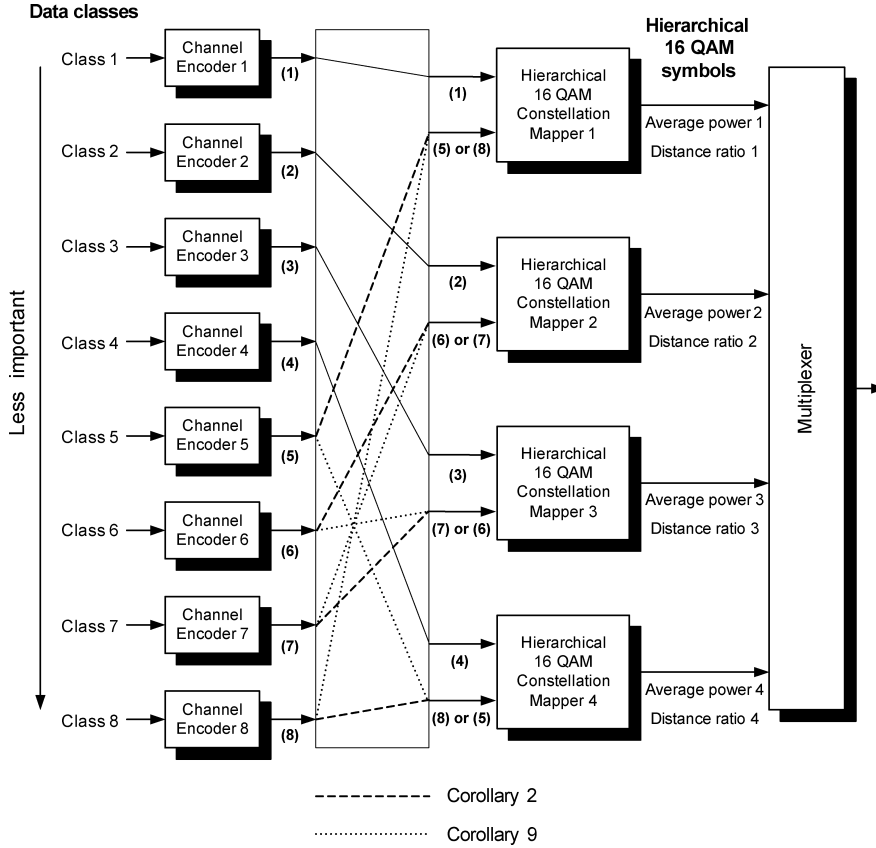 Data classes
Class 1
Channel
Encoder 1
(1)
Class 2
Channel
Encoder 2
(2)
Class 3
Channel
Encoder 3
(3)
Class 4
Channel
Encoder 4
(4)
Class 5
Channel
Encoder 5
(5)
Class 6
Channel
Encoder 6
(6)
Class 7
Channel
Encoder 7
(7)
Class 8
Channel
Encoder 8
(8)
Less important
(1)
(5) or (8)
Hierarchical
16 QAM
Constellation
Mapper 1
(2)
(6) or (7)
Hierarchical
16 QAM
Constellation
Mapper 2
(3)
(7) or (6)
Hierarchical
16 QAM
Constellation
Mapper 3
(4)
(8) or (5)
Hierarchical
16 QAM
Constellation
Mapper 4
Hierarchical
16 QAM
symbols
Average power 1
Distance ratio 1
Average power 2
Distance ratio 2
Average power 3
Distance ratio 3
Average power 4
Distance ratio 4
Multiplexer
Corollary 2
Corollary 9